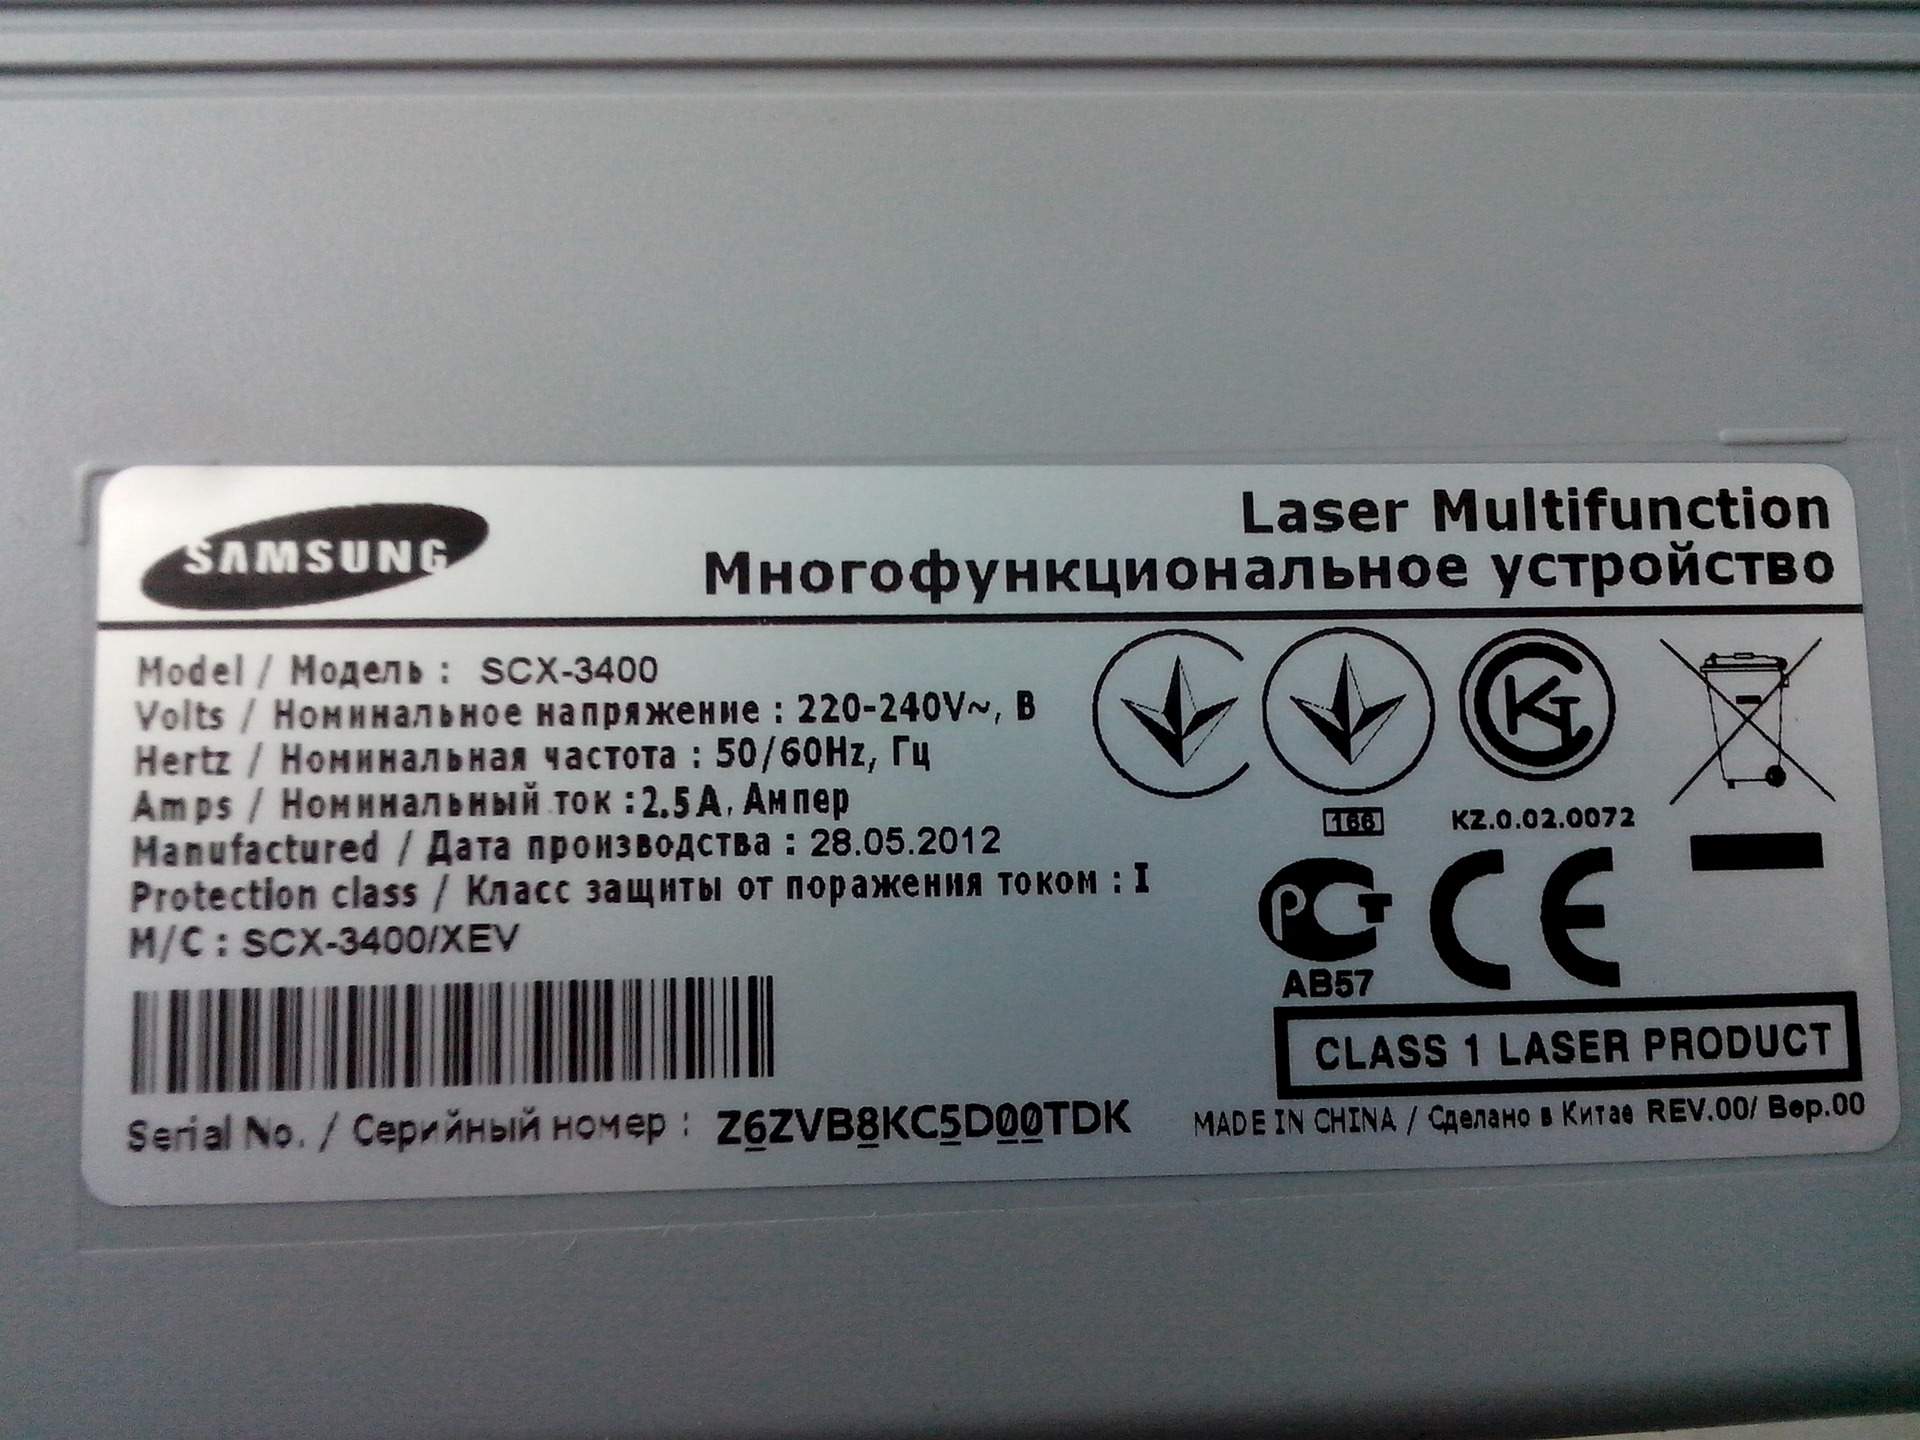 SAMSUNG
Laser Multifunction
Многофункциональное устройство
Model / Модель : SCX-3400
Volts / Номинальное напряжение : 220-240V~, В
Hertz / Номинальная частота : 50/60Hz, Гц
Amps / Номинальный ток :2.5A, Ампер
Manufactured / Дата производства : 28.05.2012
Protection class / Класс защиты от поражения током : I
M/C : SCX-3400/XEV
166
KZ.0.02.0072
РСТ
АВ57
CE
CLASS 1 LASER PRODUCT
Serial No. / Серийный номер : Z6ZVB8KC5D00TDK
MADE IN CHINA / Сделано в Китае REV.00/ Вер.00